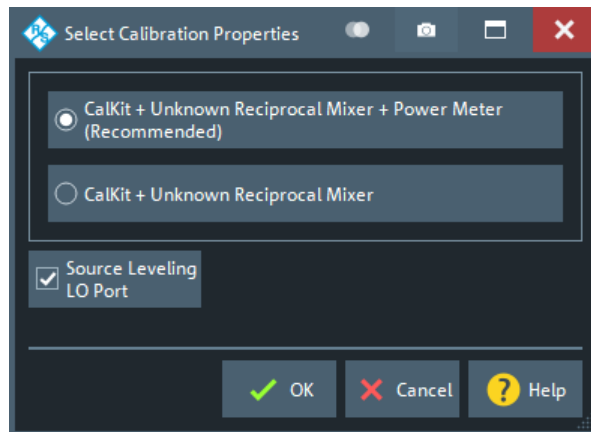 Select Calibration Properties
CalKit + Unknown Reciprocal Mixer + Power Meter
(Recommended)
CalKit + Unknown Reciprocal Mixer
Source Leveling
LO Port
OK
Cancel
? Help